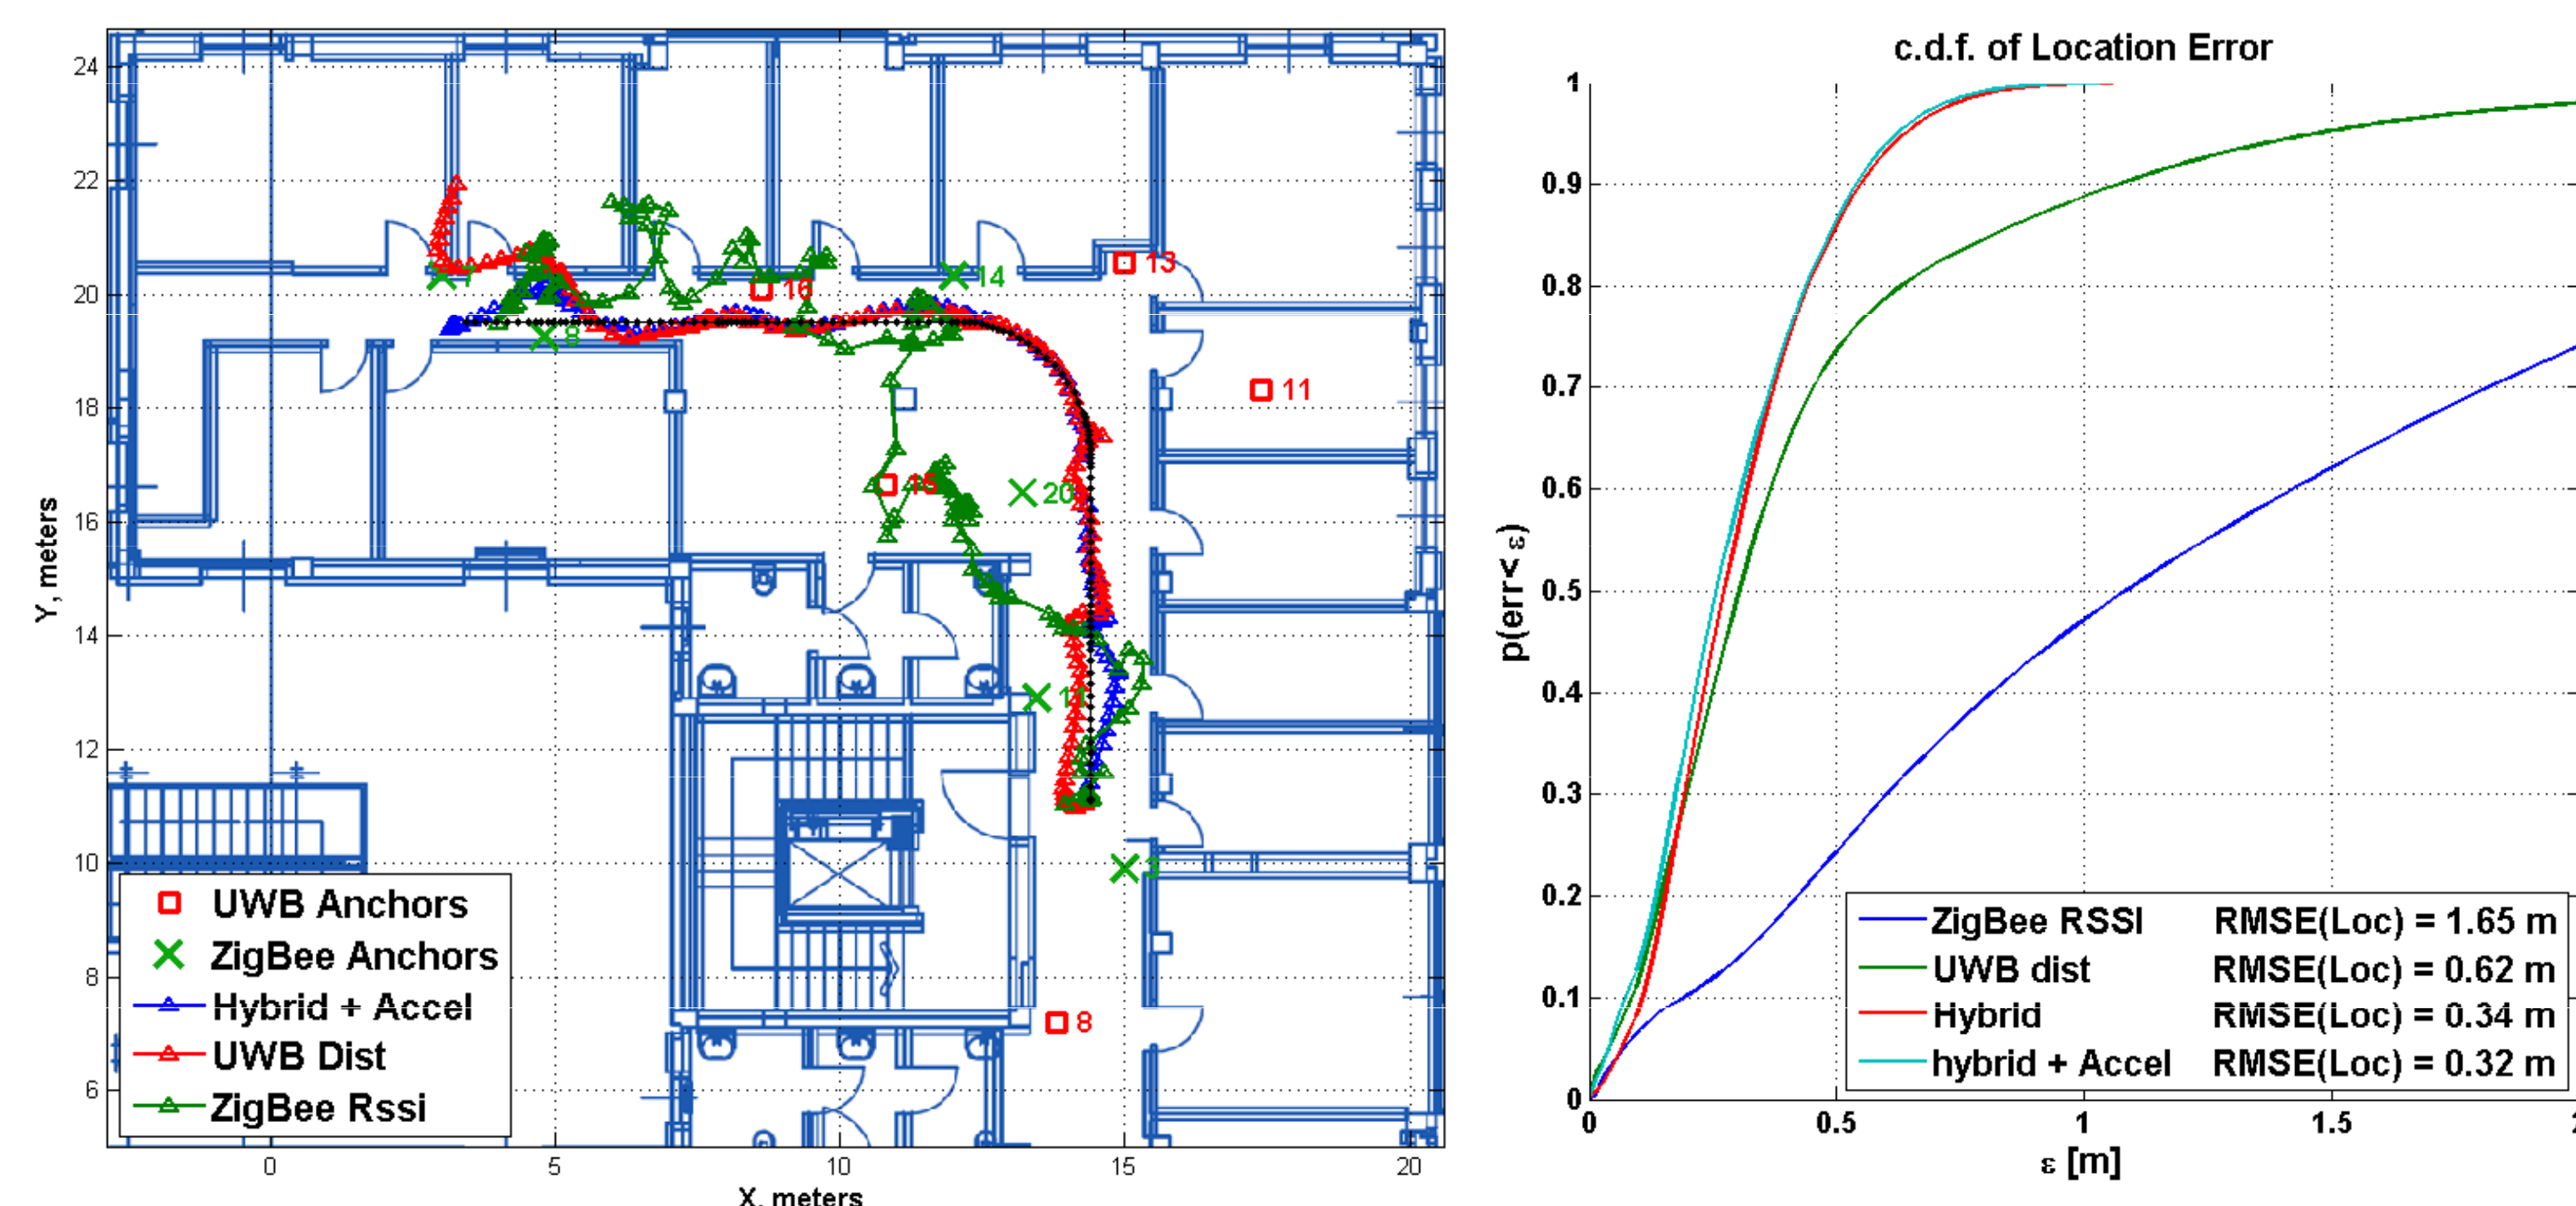 c.d.f. of Location Error
24
22
20
18
16
14
12
10
8
6
Y, meters
0
5
10
15
20
X, meters
7
8
16
14
13
11
15
20
11
3
8
UWB Anchors
ZigBee Anchors
Hybrid + Accel
UWB Dist
ZigBee Rssi
1
0.9
0.8
0.7
0.6
0.5
0.4
0.3
0.2
0.1
0
p(err< ε)
0
0.5
1
1.5
ε [m]
ZigBee RSSI RMSE(Loc) = 1.65 m
UWB dist RMSE(Loc) = 0.62 m
Hybrid RMSE(Loc) = 0.34 m
hybrid + Accel RMSE(Loc) = 0.32 m